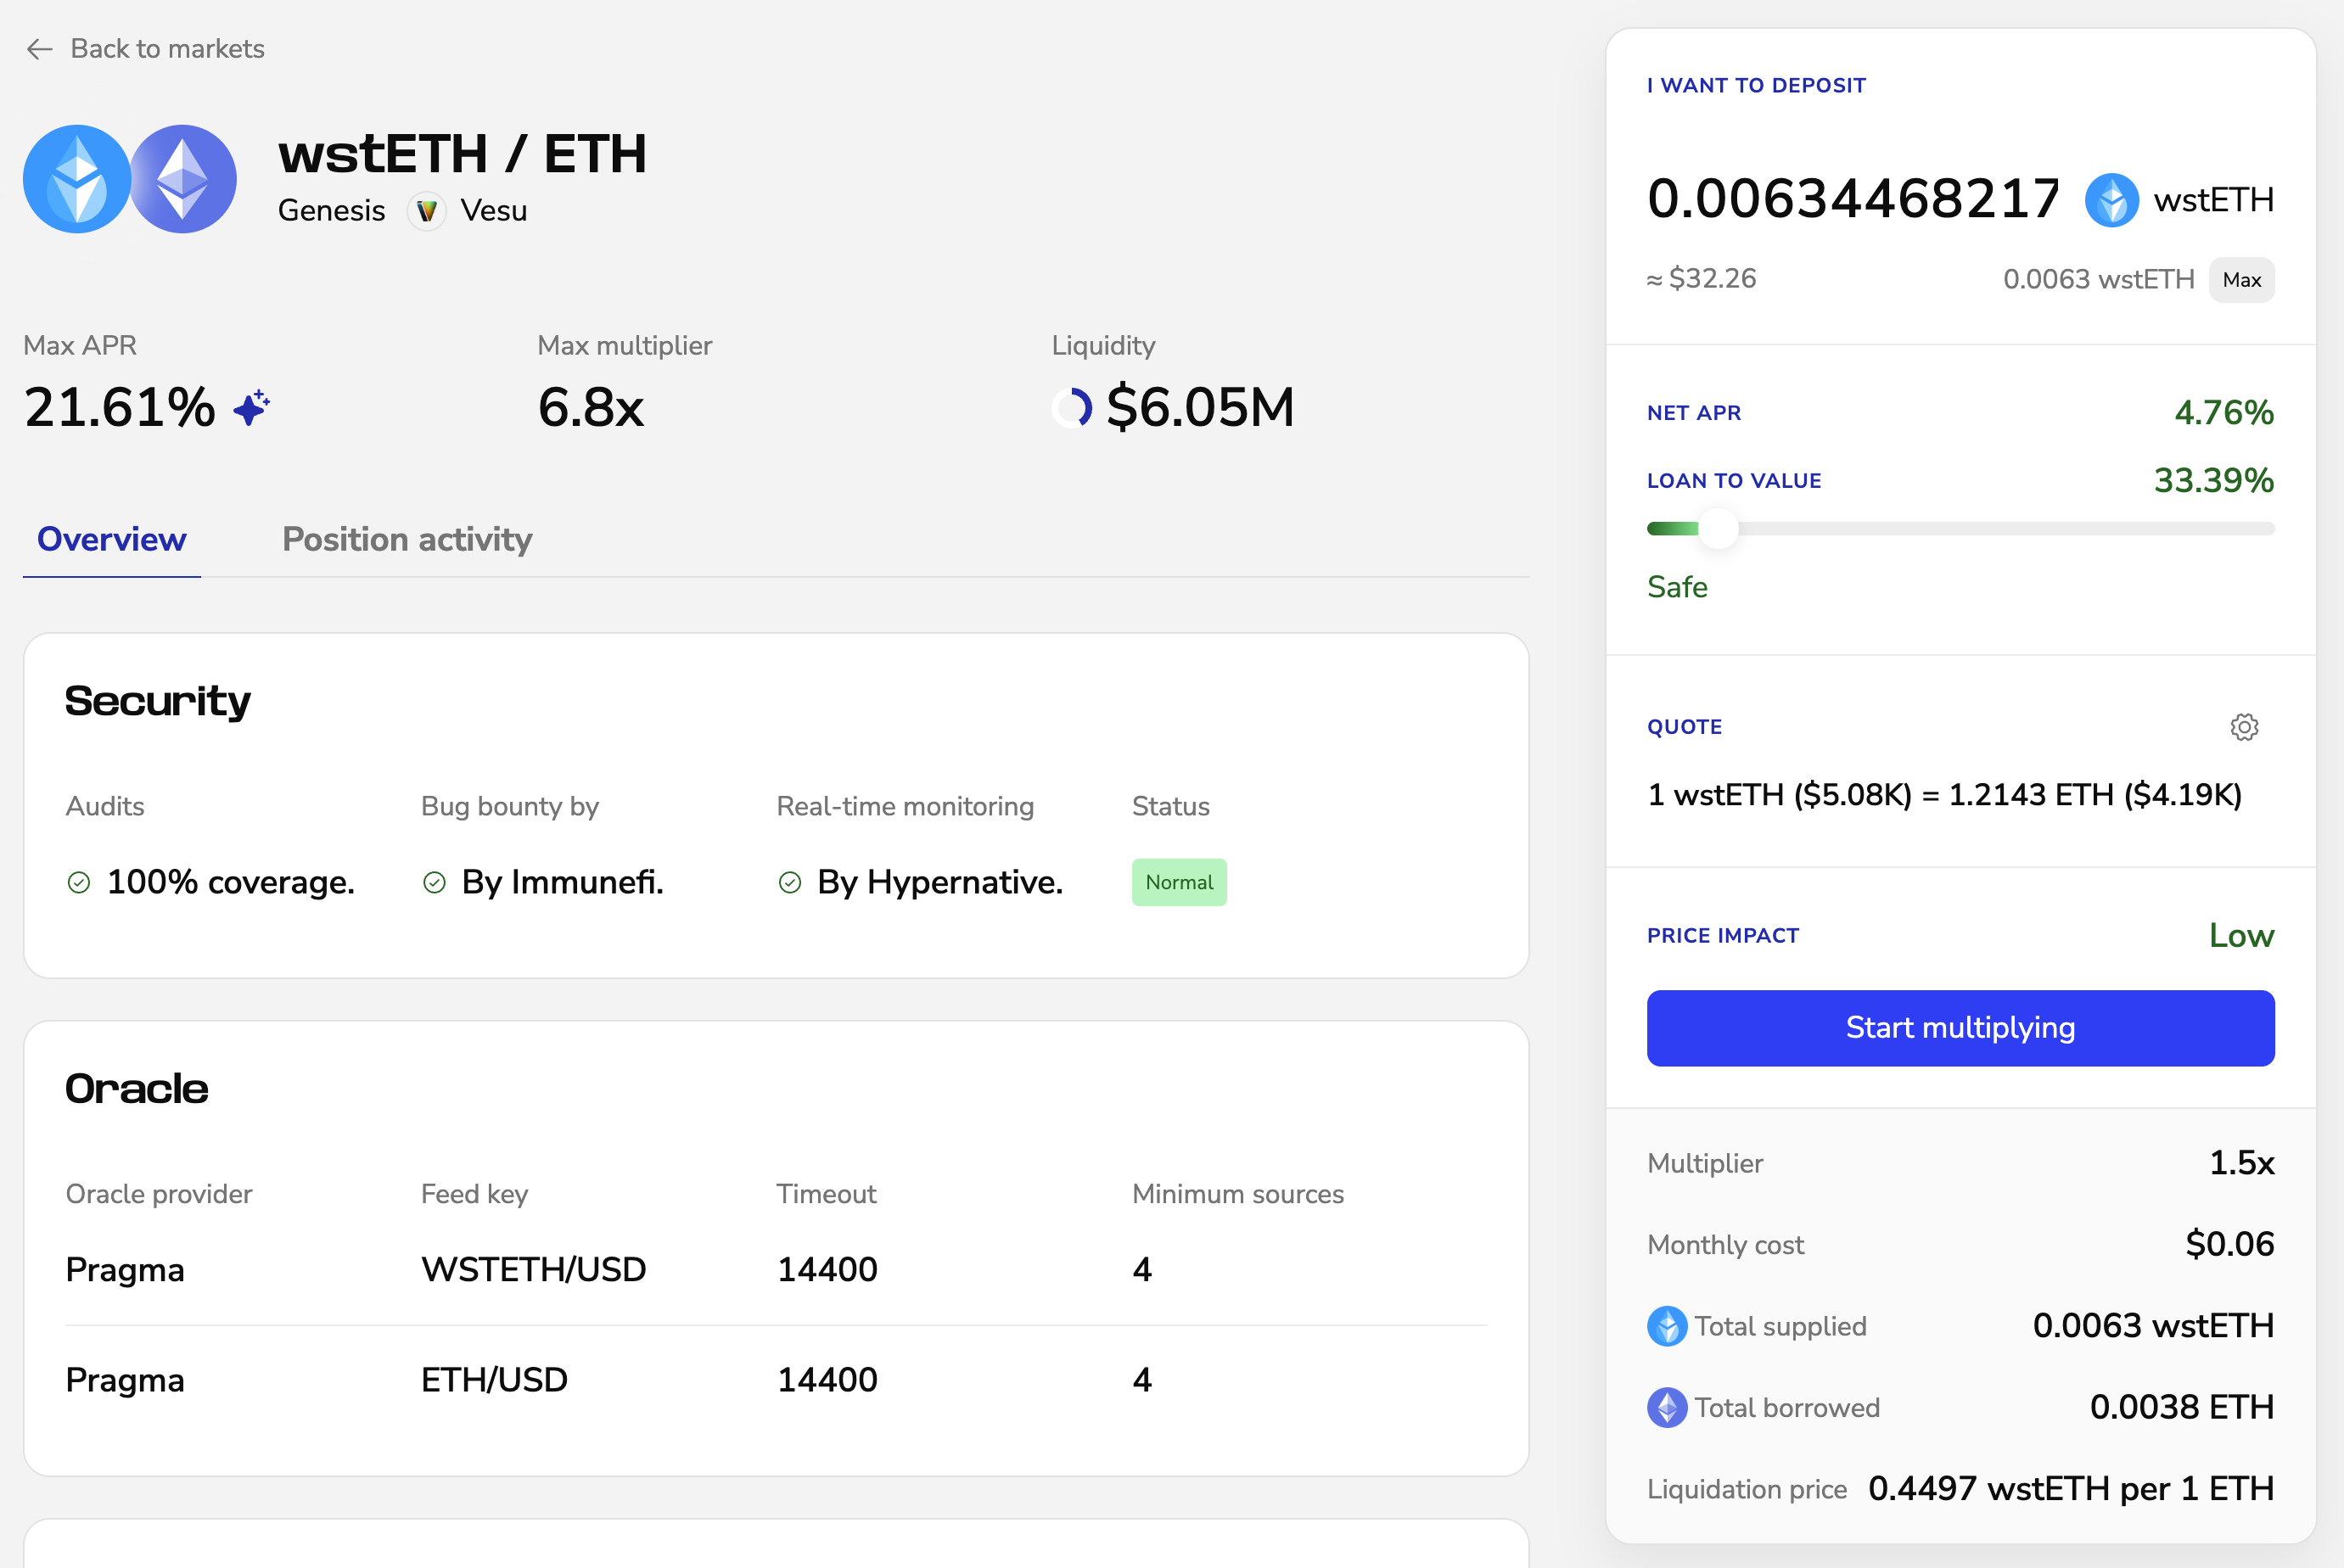 Back to markets
wstETH / ETH
Genesis Vesu
Max APR
21.61%
Max multiplier
6.8x
Liquidity
$6.05M
Overview Position activity
Security
Audits Bug bounty by Real-time monitoring Status
100% coverage. By Immunefi. By Hypernative. Normal
Oracle
Oracle provider Feed key Timeout Minimum sources
Pragma WSTETH/USD 14400 4
Pragma ETH/USD 14400 4
I WANT TO DEPOSIT
0.00634468217 wstETH
≈ $32.26 0.0063 wstETH Max
NET APR 4.76%
LOAN TO VALUE 33.39%
Safe
QUOTE
1 wstETH ($5.08K) = 1.2143 ETH ($4.19K)
PRICE IMPACT Low
Start multiplying
Multiplier 1.5x
Monthly cost $0.06
Total supplied 0.0063 wstETH
Total borrowed 0.0038 ETH
Liquidation price 0.4497 wstETH per 1 ETH